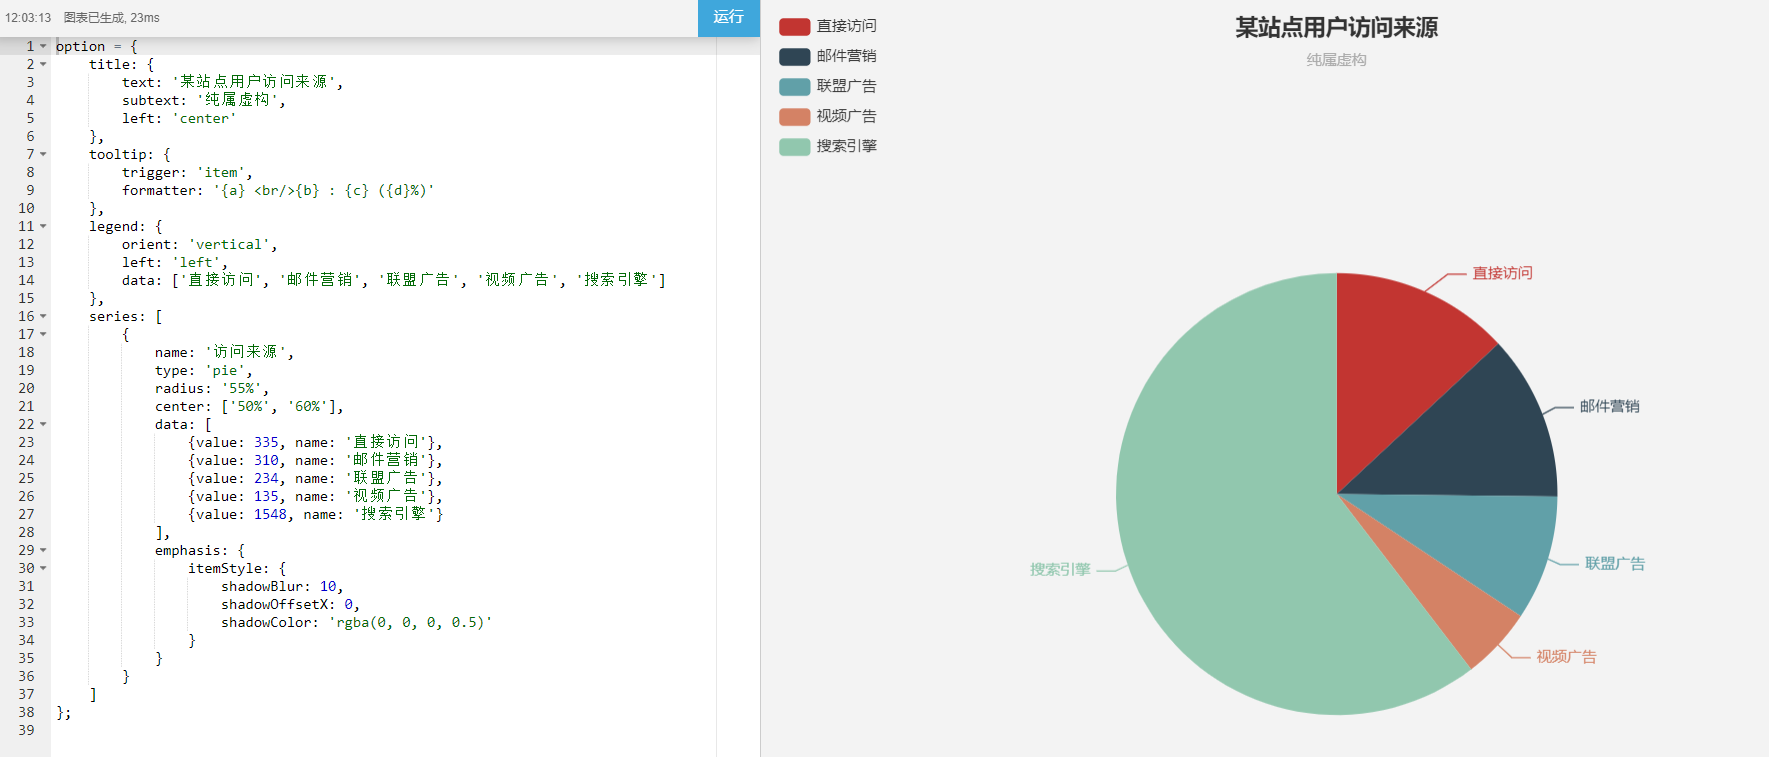 12:03:13 图表已生成, 23ms
运行
1 option = {
2 title: {
3 text: '某站点用户访问来源',
4 subtext: '纯属虚构',
5 left: 'center'
6 },
7 tooltip: {
8 trigger: 'item',
9 formatter: '{a} <br/>{b} : {c} ({d}%)'
10 },
11 legend: {
12 orient: 'vertical',
13 left: 'left',
14 data: ['直接访问', '邮件营销', '联盟广告', '视频广告', '搜索引擎']
15 },
16 series: [
17 {
18 name: '访问来源',
19 type: 'pie',
20 radius: '55%',
21 center: ['50%', '60%'],
22 data: [
23 {value: 335, name: '直接访问'},
24 {value: 310, name: '邮件营销'},
25 {value: 234, name: '联盟广告'},
26 {value: 135, name: '视频广告'},
27 {value: 1548, name: '搜索引擎'}
28 ],
29 emphasis: {
30 itemStyle: {
31 shadowBlur: 10,
32 shadowOffsetX: 0,
33 shadowColor: 'rgba(0, 0, 0, 0.5)'
34 }
35 }
36 }
37 ]
38 };
39
直接访问
邮件营销
联盟广告
视频广告
搜索引擎
某站点用户访问来源
纯属虚构
直接访问
邮件营销
联盟广告
搜索引擎
视频广告